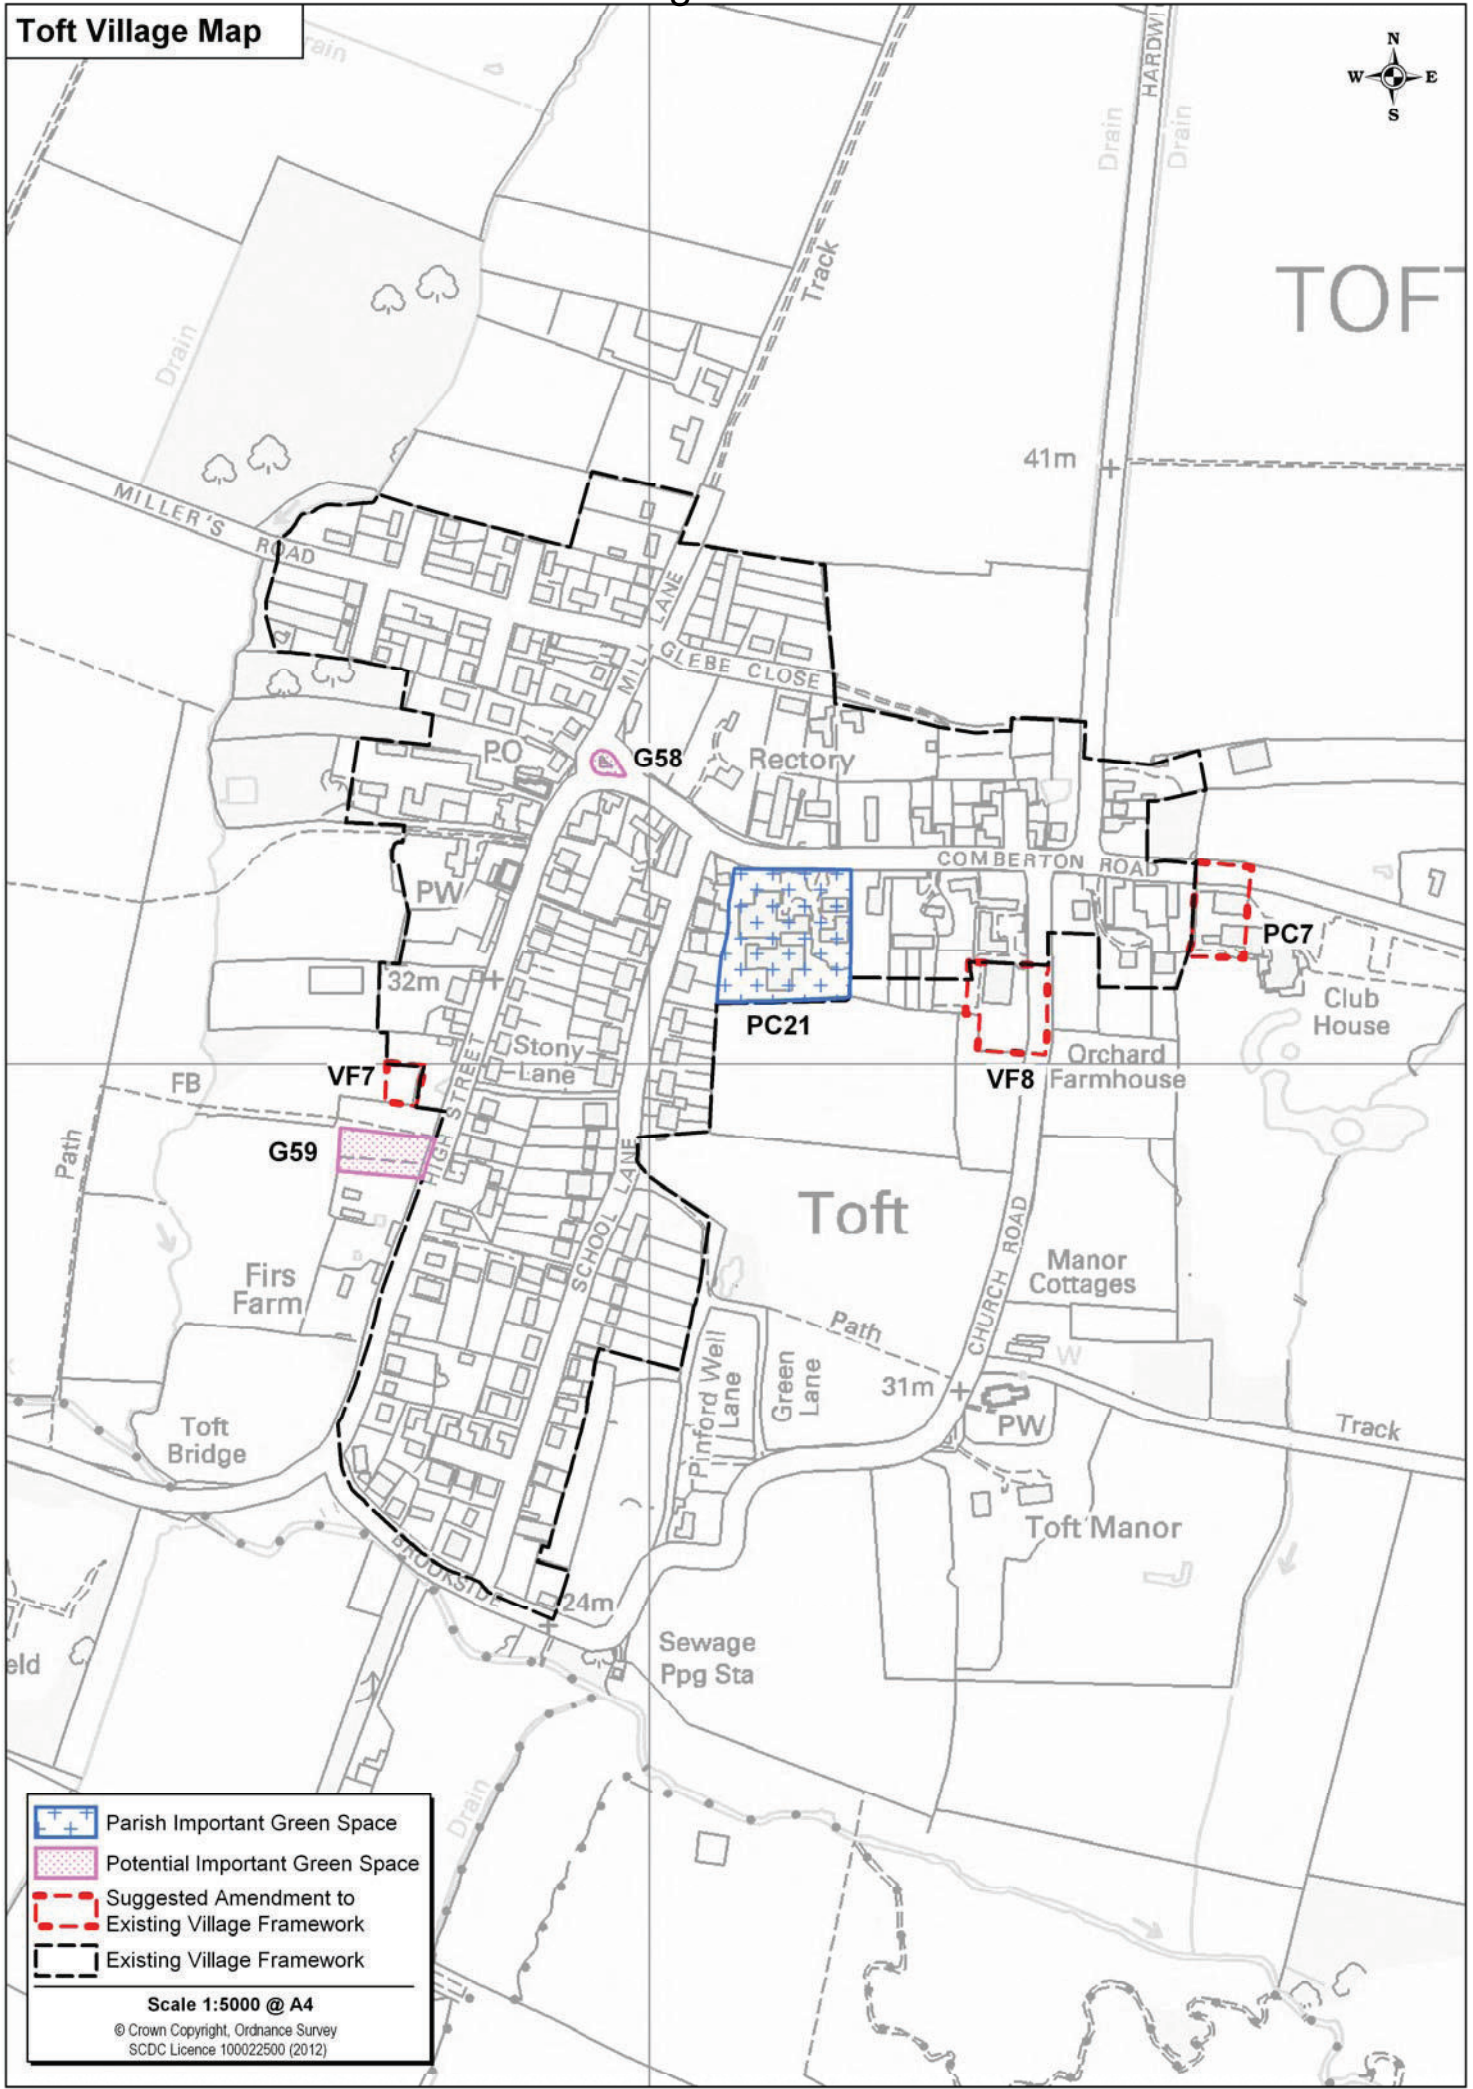 Toft Village Map
N
W E
S
Drain
HARDWI
Drain
Drain
Track
TOFT
Drain
41m
MILLER'S ROAD
MILL LANE
GLEBE CLOSE
PO
G58
Rectory
COMBERTON ROAD
PW
PC7
32m
Club
House
PC21
Stony
Lane
Orchard
Farmhouse
VF7
VF8
FB
HIGH STREET
Path
G59
SCHOOL LANE
Toft
CHURCH ROAD
Manor
Cottages
Firs
Farm
Path
Pinford Well
Lane
Green
Lane
W
31m
PW
Track
Toft
Bridge
Toft Manor
BROOKSIDE
24m
eld
Sewage
Ppg Sta
Drain
Parish Important Green Space
Potential Important Green Space
Suggested Amendment to
Existing Village Framework
Existing Village Framework
Scale 1:5000 @ A4
© Crown Copyright, Ordnance Survey
SCDC Licence 100022500 (2012)